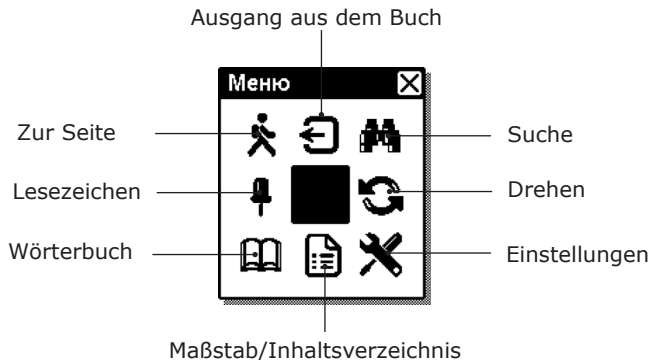 Ausgang aus dem Buch
Меню
Zur Seite
Suche
Lesezeichen
Drehen
Wörterbuch
Einstellungen
Maßstab/Inhaltsverzeichnis